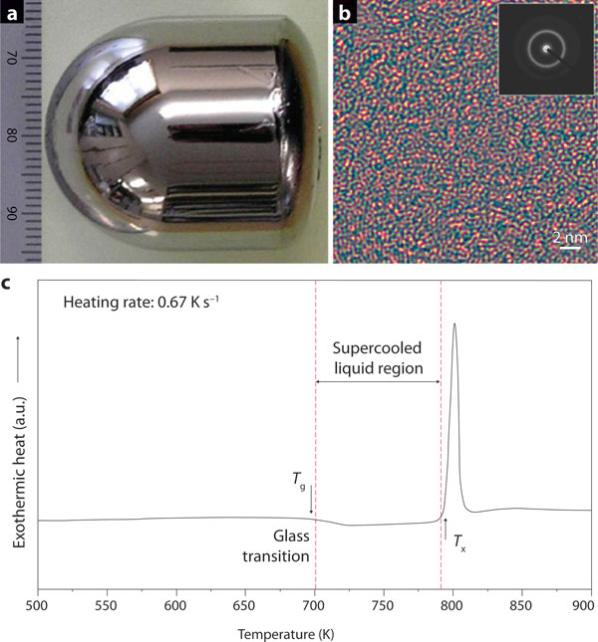 a
70
80
90
b
2 nm
c
Heating rate: 0.67 K s⁻¹
Supercooled
liquid region
Exothermic heat (a.u.)
Tg
Glass
transition
Tx
500 550 600 650 700 750 800 850 900
Temperature (K)